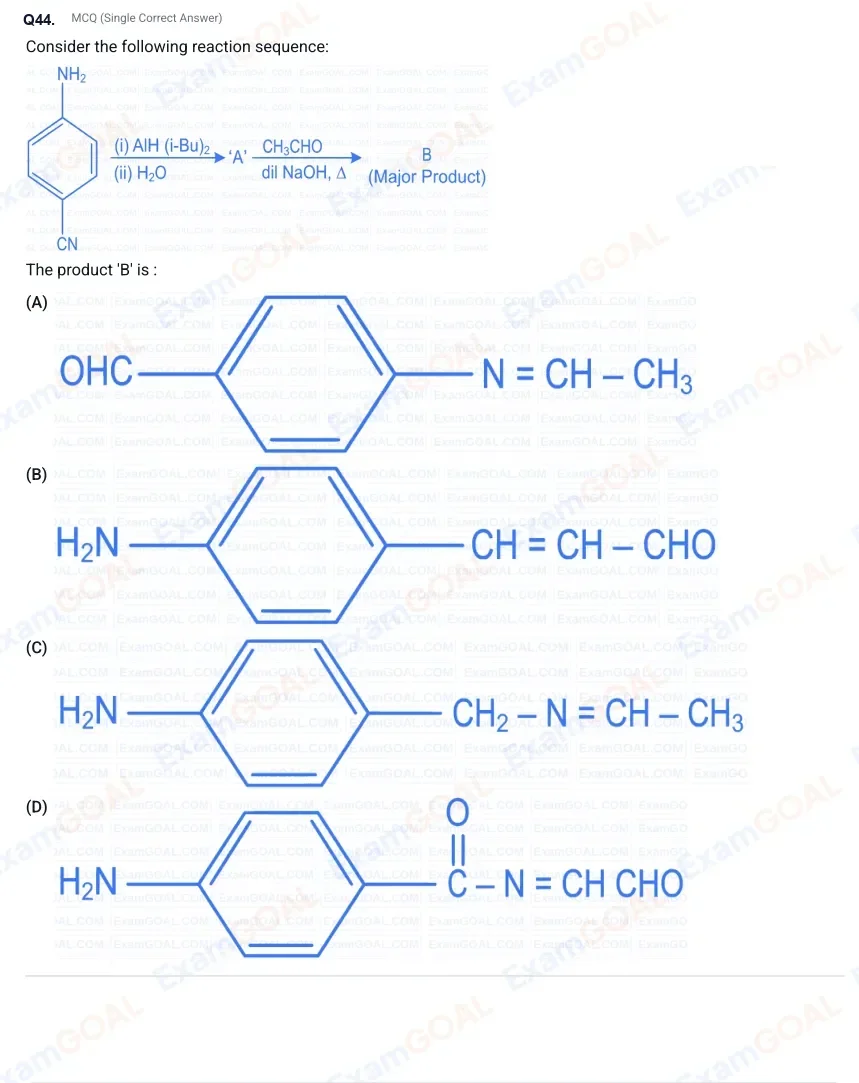 Q44. MCQ (Single Correct Answer)
Consider the following reaction sequence:
NH₂
(i) AlH (i-Bu)₂
(ii) H₂O
'A'
CH₃CHO
dil NaOH, Δ
B
(Major Product)
CN
The product 'B' is :
(A)
OHC
N = CH – CH₃
(B)
H₂N
CH = CH – CHO
(C)
H₂N
CH₂ – N = CH – CH₃
(D)
O
H₂N
C – N = CH CHO
ExamGOAL